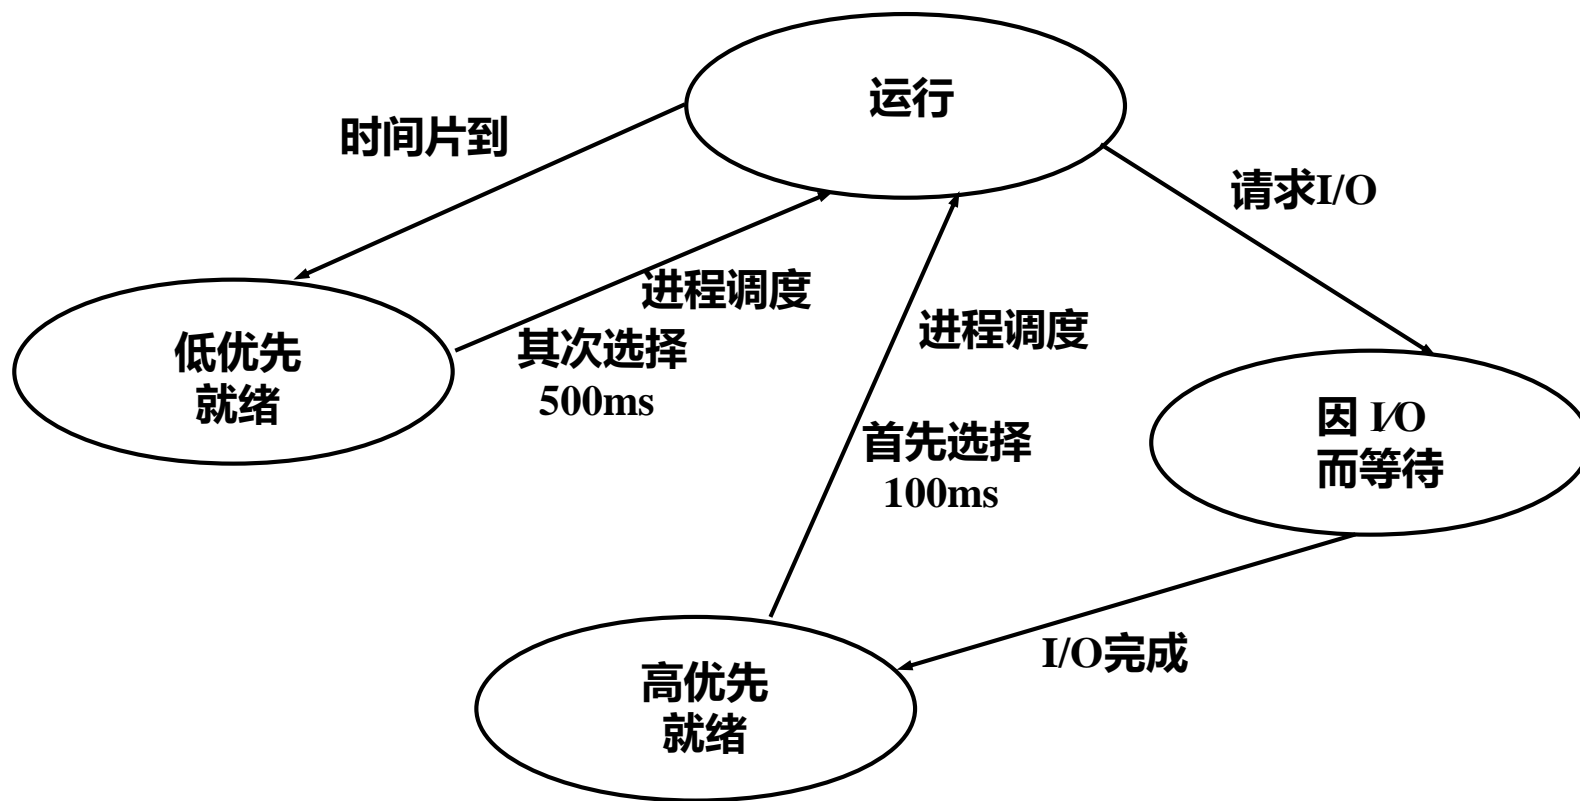 运行
时间片到
请求I/O
进程调度
其次选择
500ms
低优先
就绪
进程调度
首先选择
100ms
因 I/O
而等待
I/O完成
高优先
就绪